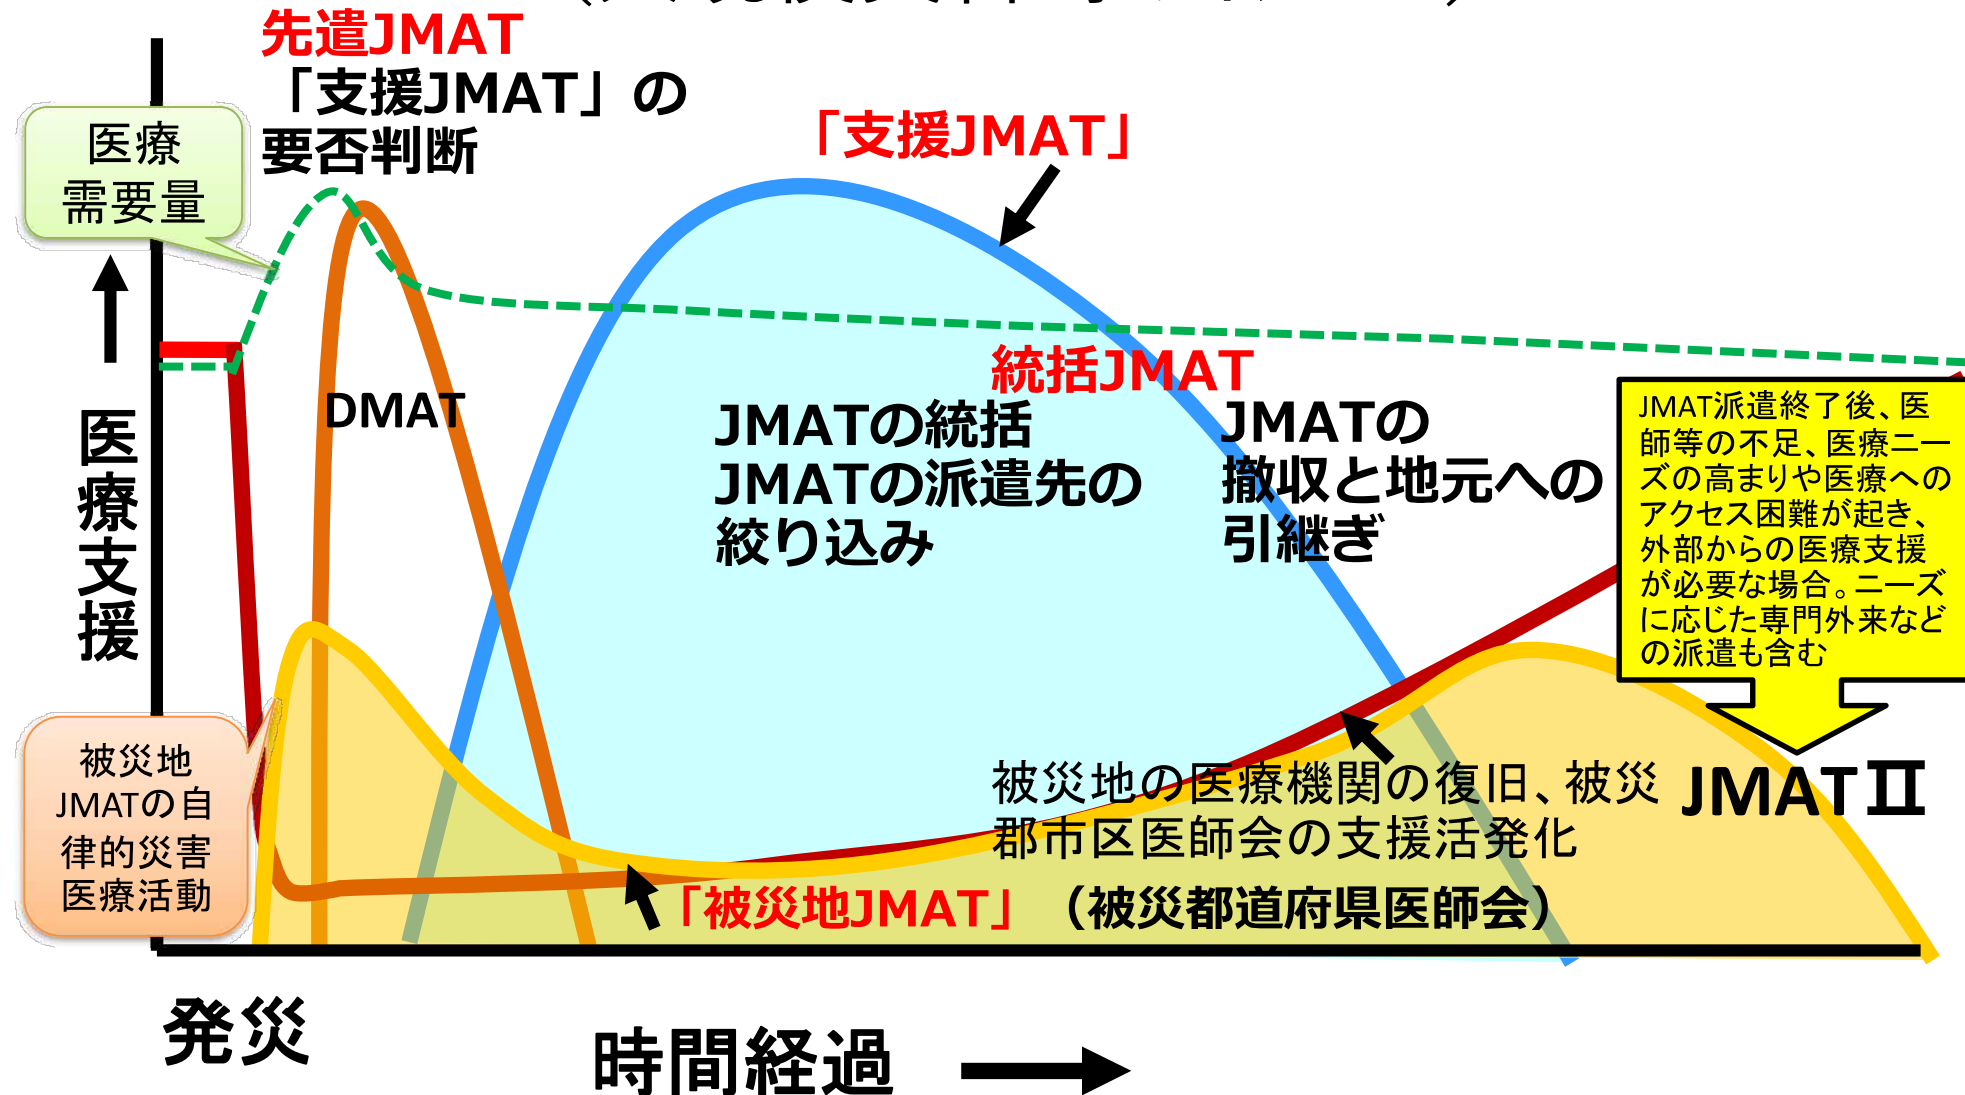 先遣JMAT
「支援JMAT」の
要否判断
医療
需要量
「支援JMAT」
医療支援
DMAT
統括JMAT
JMATの統括
JMATの派遣先の
絞り込み
JMATの
撤収と地元への
引継ぎ
JMAT派遣終了後、医
師等の不足、医療ニー
ズの高まりや医療への
アクセス困難が起き、
外部からの医療支援
が必要な場合。ニーズ
に応じた専門外来など
の派遣も含む
被災地
JMATの自
律的災害
医療活動
被災地の医療機関の復旧、被災
郡市区医師会の支援活発化
JMATⅡ
「被災地JMAT」（被災都道府県医師会）
発災
時間経過